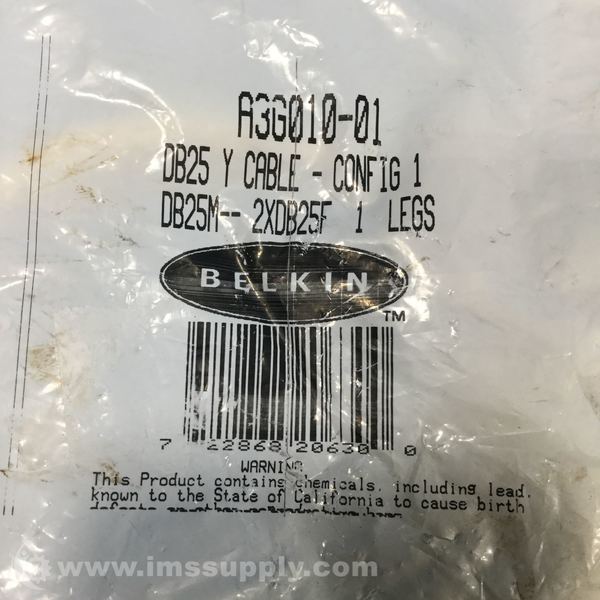 A3G010-01
DB25 Y CABLE - CONFIG 1
DB25M-- 2XDB25F 1 LEGS
BELKIN
TM
7 22868 20630 0
WARNING
This Product contains chemicals, including lead,
known to the State of California to cause birth
defects
www.imssupply.com